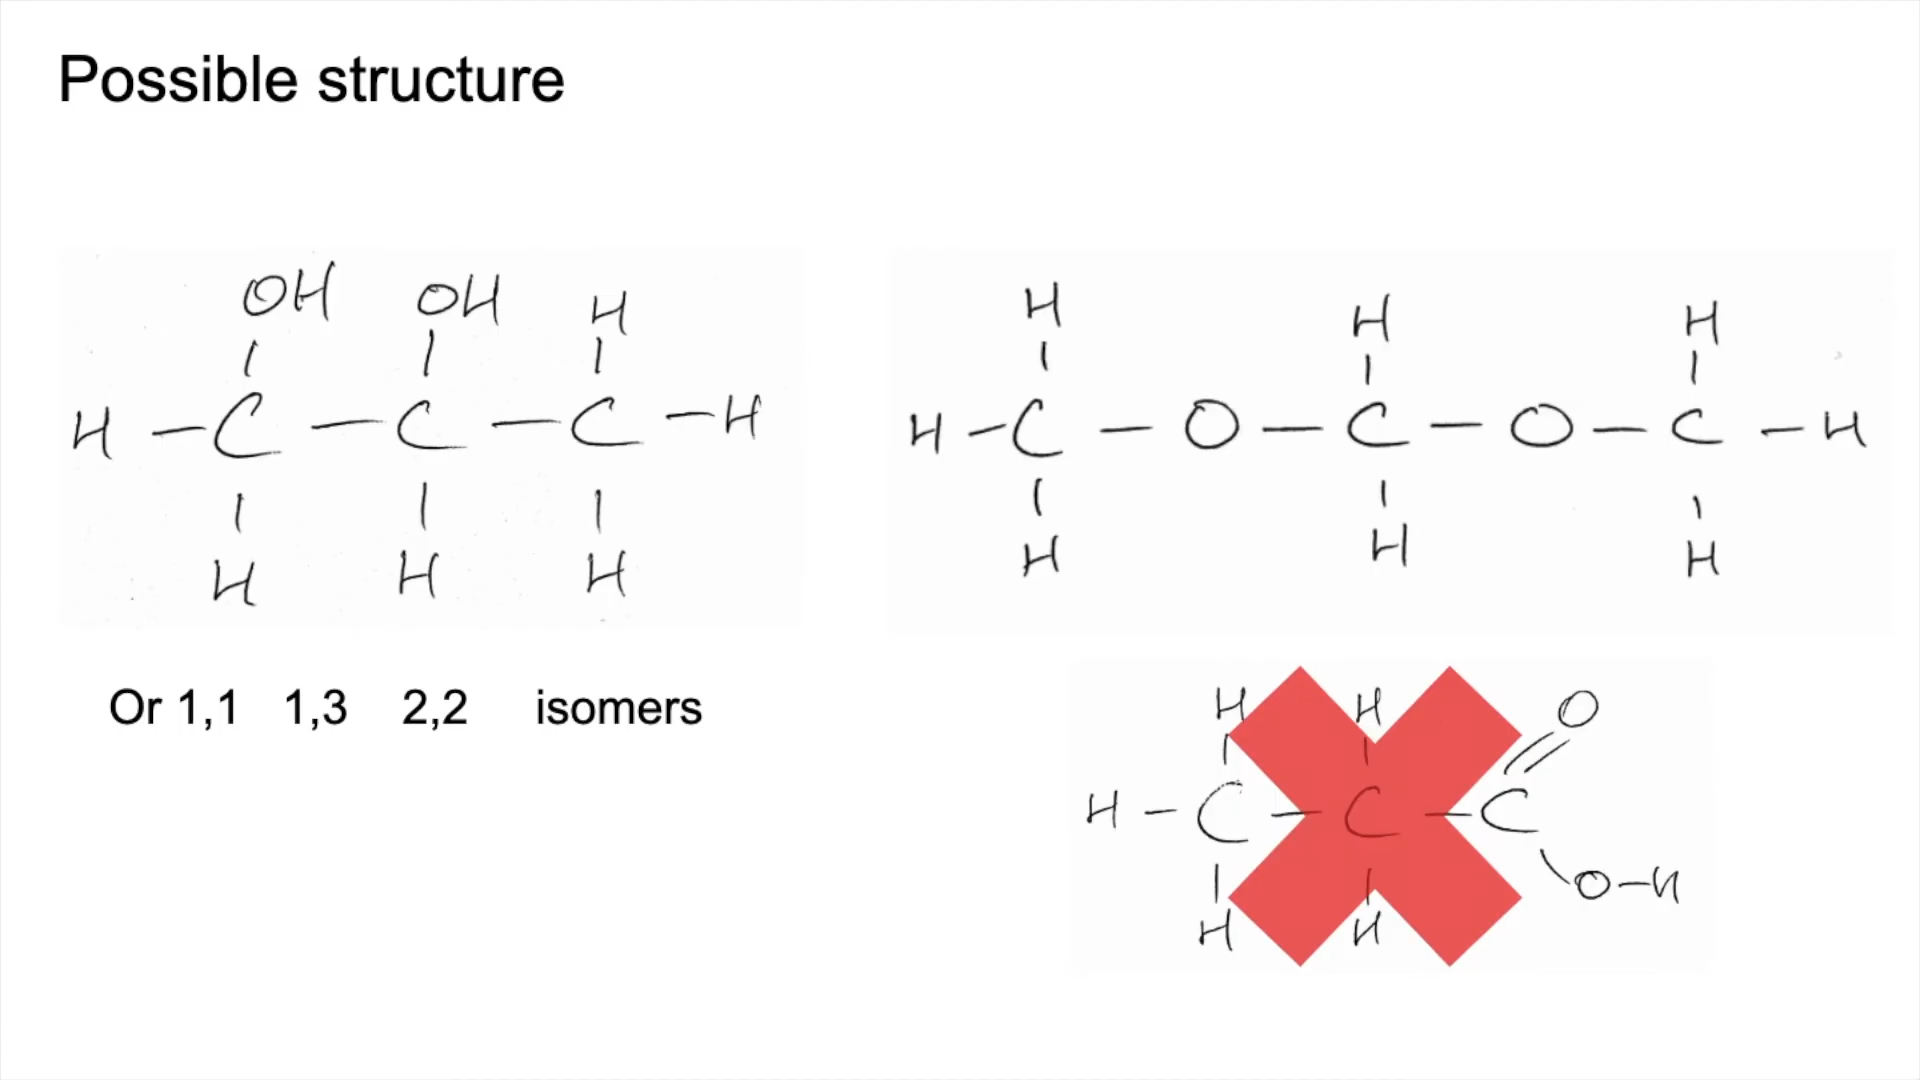 Possible structure
OH OH H
H - C - C - C - H
H H H
H H H
H - C - O - C - O - C - H
H H H
Or 1,1 1,3 2,2 isomers
H H O
H - C - C - C
O - H
H H